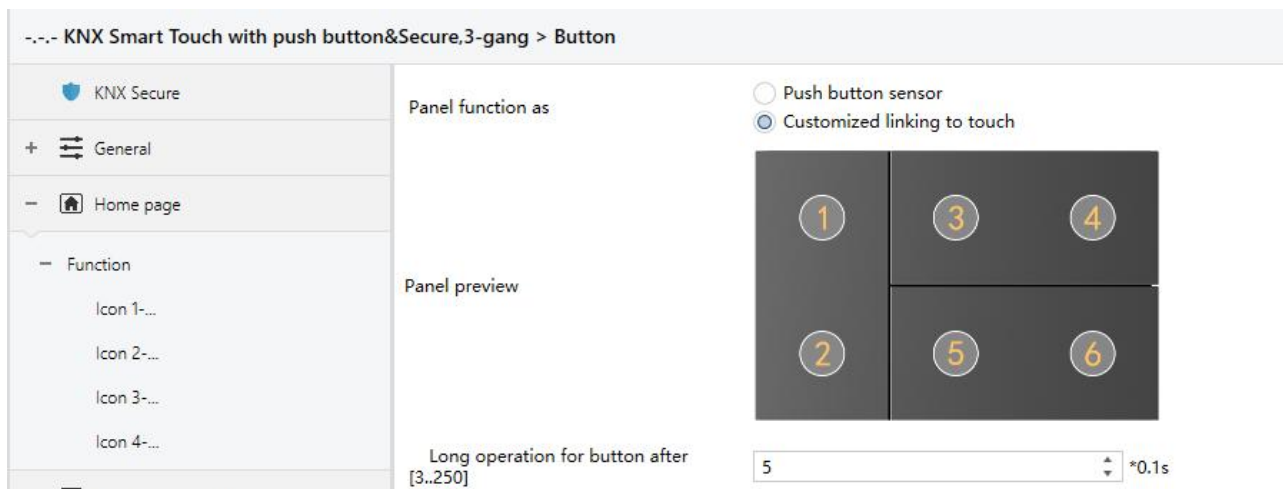 -.-.- KNX Smart Touch with push button&Secure,3-gang > Button
KNX Secure
+ General
- Home page
- Function
Icon 1-...
Icon 2-...
Icon 3-...
Icon 4-...
Panel function as
Push button sensor
Customized linking to touch
Panel preview
1 3 4
2 5 6
Long operation for button after
[3..250]
5 *0.1s